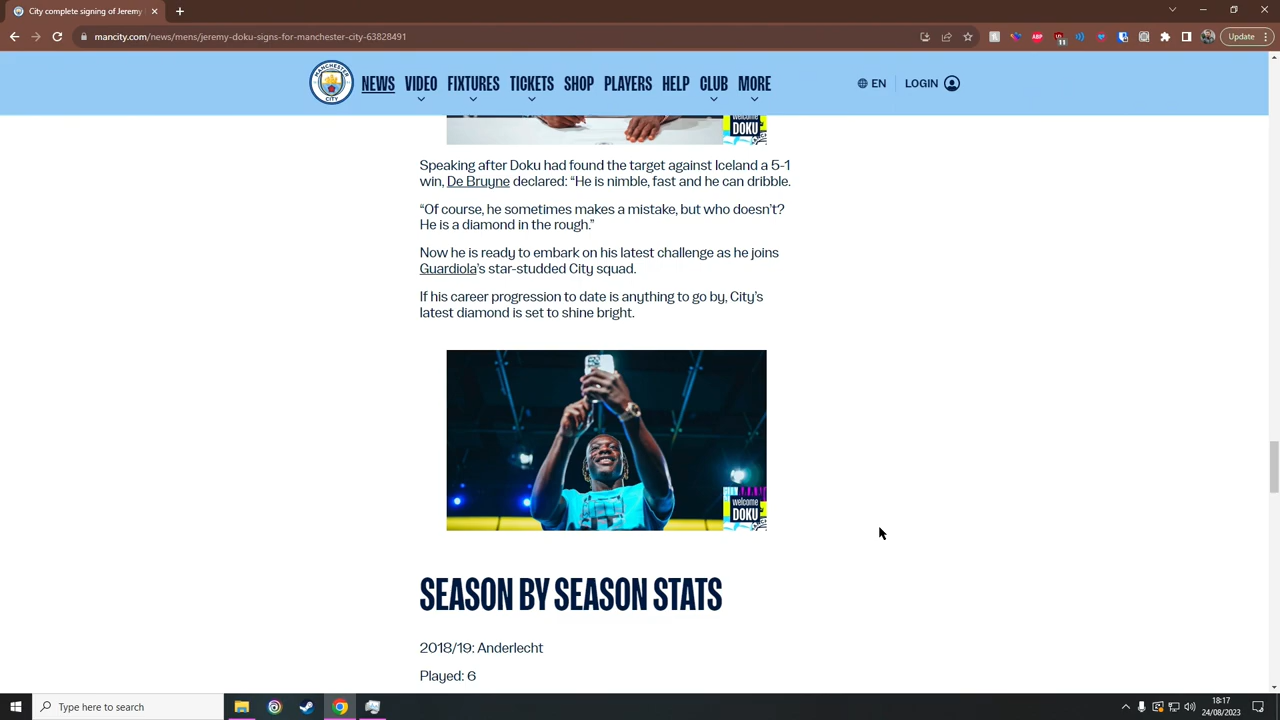 City complete signing of Jeremy
mancity.com/news/mens/jeremy-doku-signs-for-manchester-city-63828491
Update
ABP
11
MANCHESTER
CITY
NEWS VIDEO FIXTURES TICKETS SHOP PLAYERS HELP CLUB MORE
EN LOGIN
welcome
DOKU
Speaking after Doku had found the target against Iceland a 5-1
win, De Bruyne declared: “He is nimble, fast and he can dribble.
“Of course, he sometimes makes a mistake, but who doesn’t?
He is a diamond in the rough.”
Now he is ready to embark on his latest challenge as he joins
Guardiola’s star-studded City squad.
If his career progression to date is anything to go by, City’s
latest diamond is set to shine bright.
welcome
DOKU
SEASON BY SEASON STATS
2018/19: Anderlecht
Played: 6
Type here to search
18:17
24/08/2023